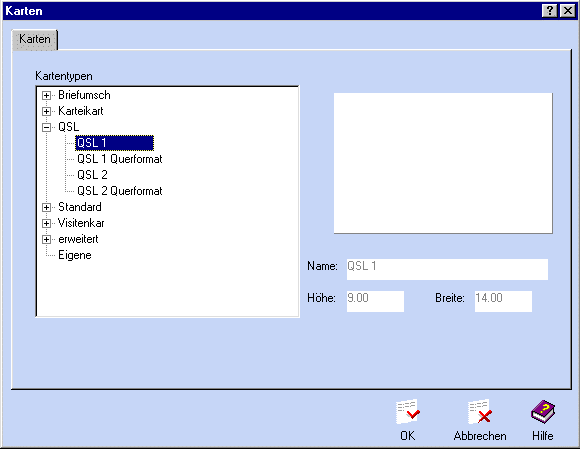 Karten
Karten
Kartentypen
Briefumsch
Karteikart
QSL
QSL 1
QSL 1 Querformat
QSL 2
QSL 2 Querformat
Standard
Visitenkar
erweitert
Eigene
Name: QSL 1
Höhe: 9.00 Breite: 14.00
OK Abbrechen Hilfe